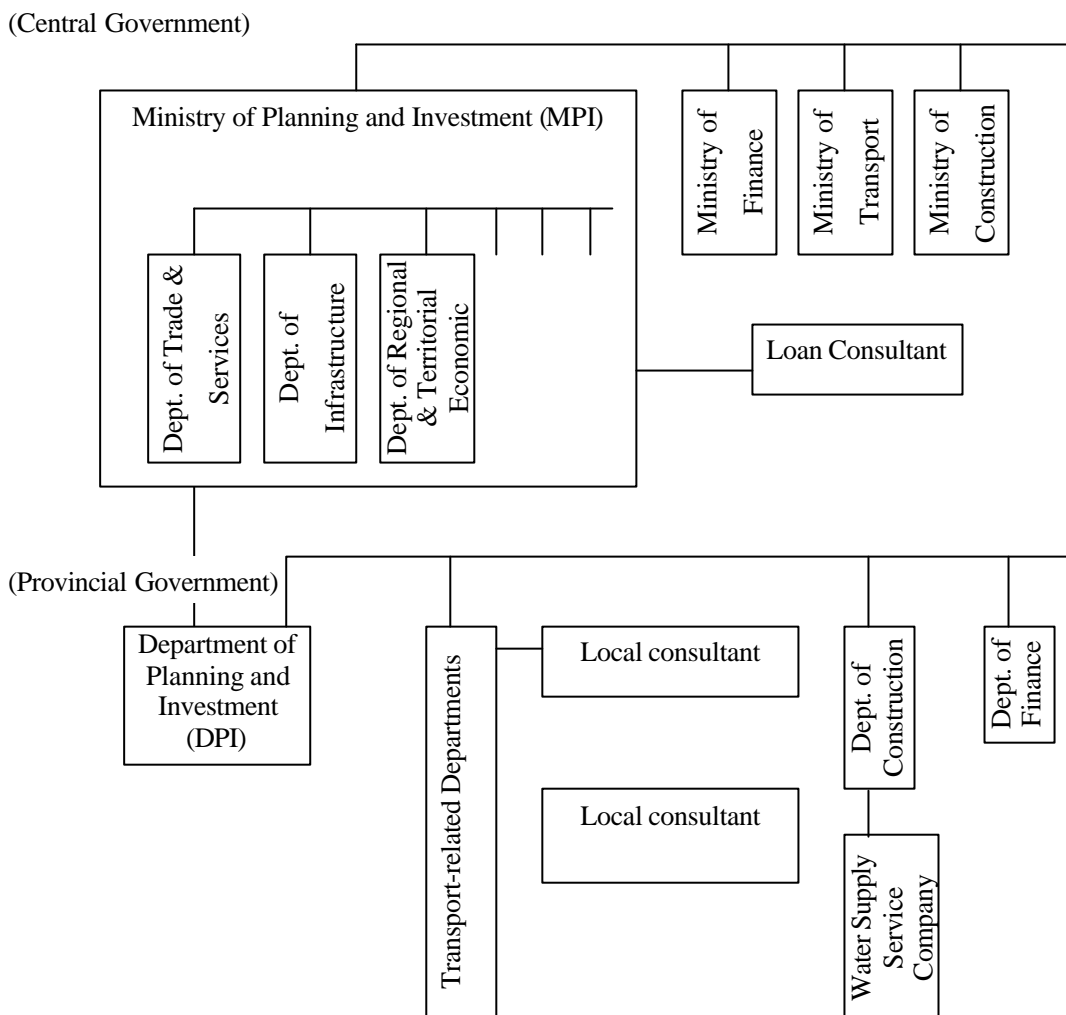 (Central Government)
Ministry of Planning and Investment (MPI)
Ministry of
Finance
Ministry of
Transport
Ministry of
Construction
Dept. of Trade &
Services
Dept. of
Infrastructure
Dept. of Regional
& Territorial
Economic
Loan Consultant
(Provincial Government)
Department of
Planning and
Investment
(DPI)
Transport-related Departments
Local consultant
Local consultant
Dept. of
Construction
Dept. of
Finance
Water Supply
Service
Company